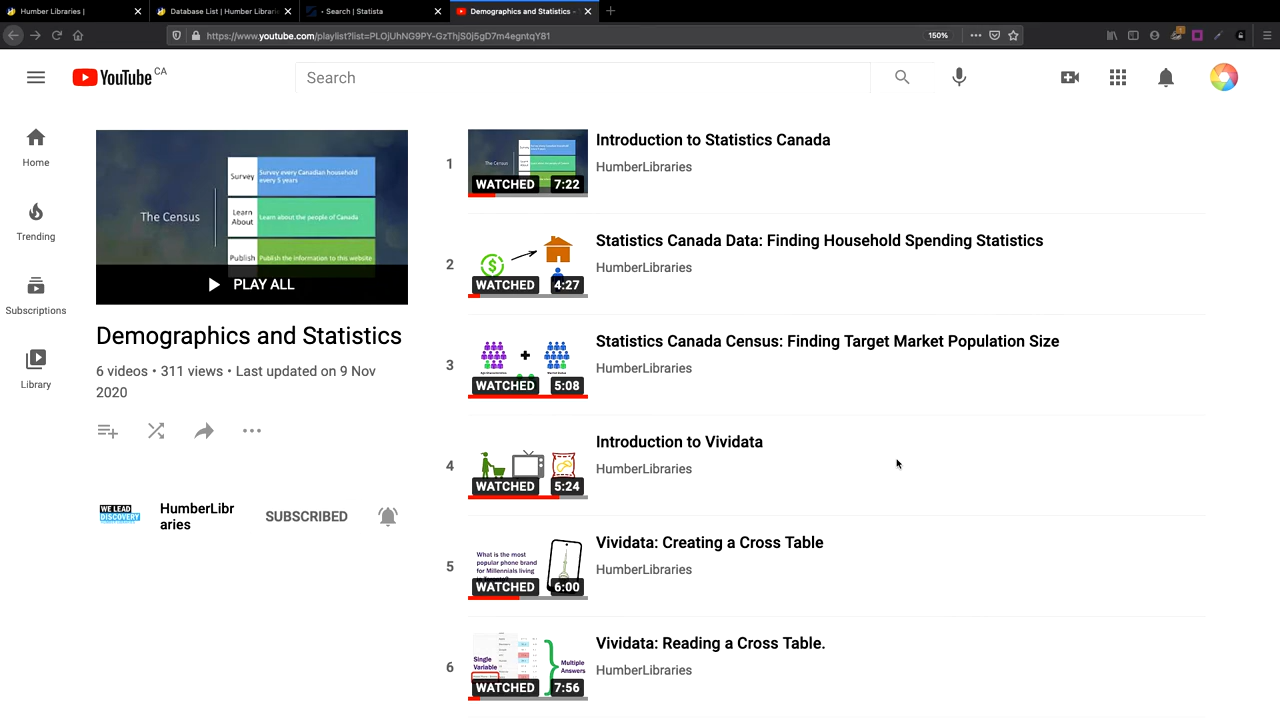 Humber Libraries |
Database List | Humber Librarie
- Search | Statista
Demographics and Statistics -
https://www.youtube.com/playlist?list=PLOjUhNG9PY-GzThjS0j5gD7m4egntqY81
150%
YouTube CA
Search
Home
Trending
Subscriptions
Library
The Census
Survey
Survey every Canadian household
every 5 years
Learn
About
Learn about the people of Canada
Publish
Publish the information to this website
PLAY ALL
Demographics and Statistics
6 videos • 311 views • Last updated on 9 Nov
2020
WE LEAD
DISCOVERY
HumberLibr
aries
SUBSCRIBED
1
The Census
WATCHED
7:22
Introduction to Statistics Canada
HumberLibraries
2
WATCHED
4:27
Statistics Canada Data: Finding Household Spending Statistics
HumberLibraries
3
WATCHED
5:08
Statistics Canada Census: Finding Target Market Population Size
HumberLibraries
4
WATCHED
5:24
Introduction to Vividata
HumberLibraries
5
What is the most
popular phone brand
for Millennials living
WATCHED
6:00
Vividata: Creating a Cross Table
HumberLibraries
6
Single
Variable
Multiple
Answers
WATCHED
7:56
Vividata: Reading a Cross Table.
HumberLibraries